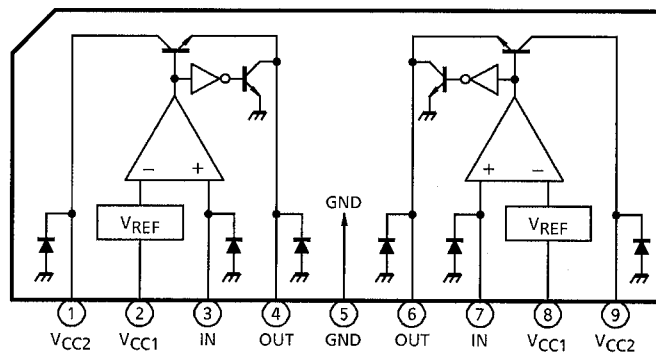 − +
+ −
V_REF
GND
V_REF
1 2 3 4 5 6 7 8 9
V_CC2 V_CC1 IN OUT GND OUT IN V_CC1 V_CC2